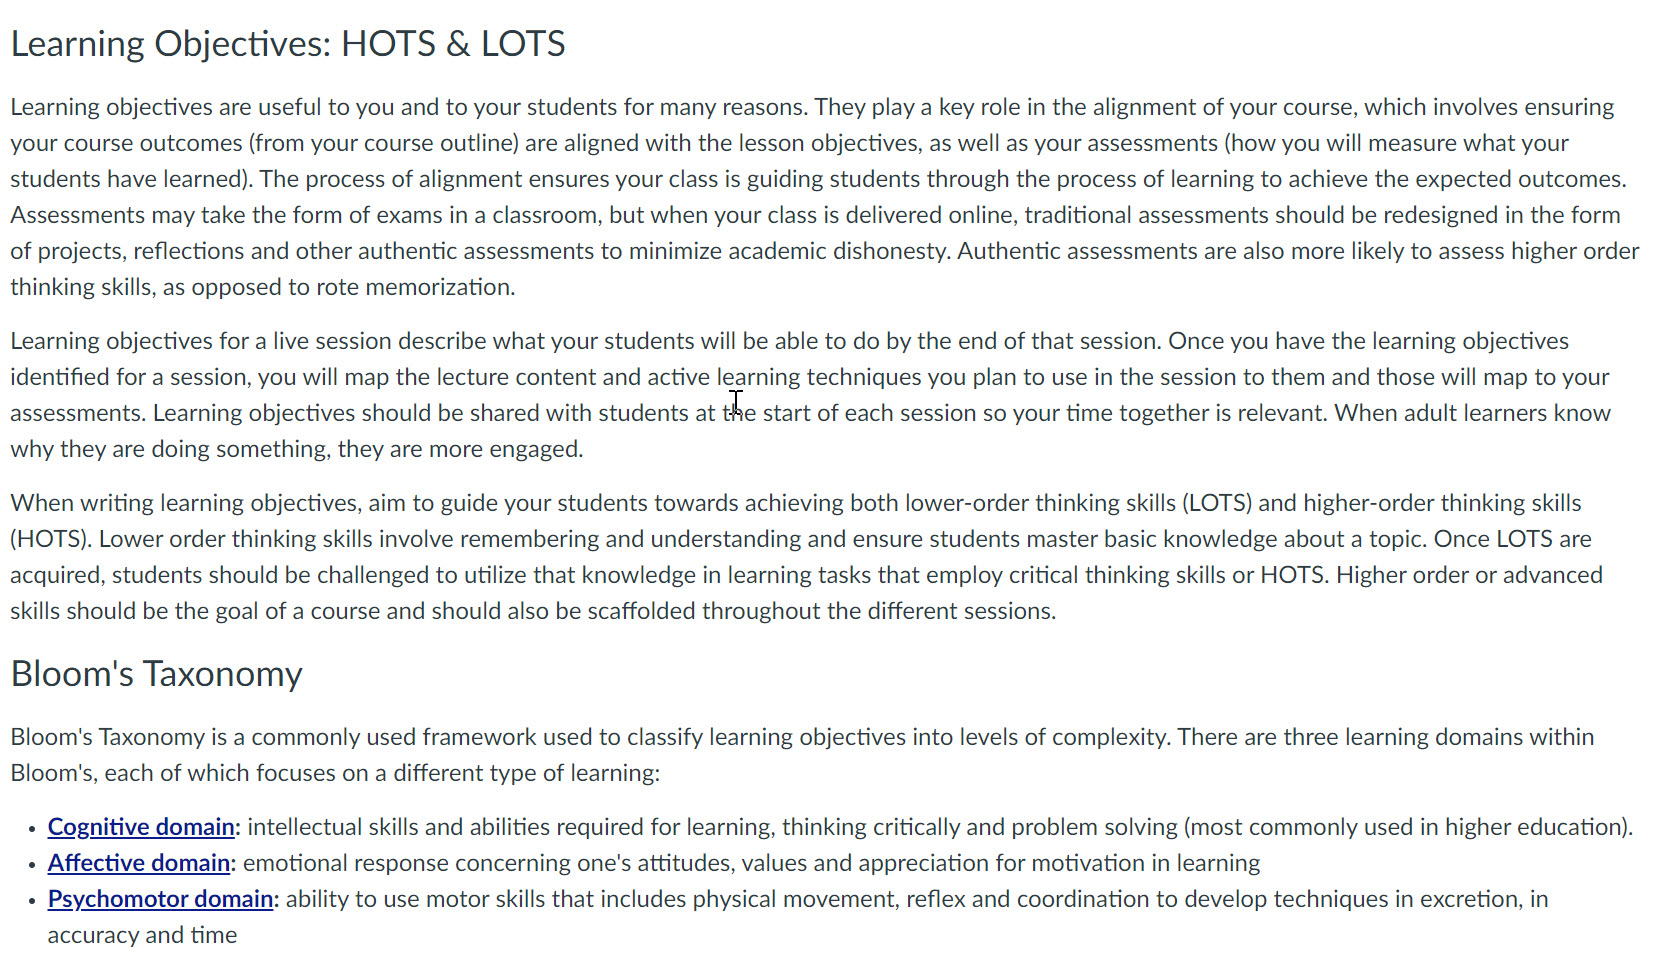 Learning Objectives: HOTS & LOTS
Learning objectives are useful to you and to your students for many reasons. They play a key role in the alignment of your course, which involves ensuring
your course outcomes (from your course outline) are aligned with the lesson objectives, as well as your assessments (how you will measure what your
students have learned). The process of alignment ensures your class is guiding students through the process of learning to achieve the expected outcomes.
Assessments may take the form of exams in a classroom, but when your class is delivered online, traditional assessments should be redesigned in the form
of projects, reflections and other authentic assessments to minimize academic dishonesty. Authentic assessments are also more likely to assess higher order
thinking skills, as opposed to rote memorization.
Learning objectives for a live session describe what your students will be able to do by the end of that session. Once you have the learning objectives
identified for a session, you will map the lecture content and active learning techniques you plan to use in the session to them and those will map to your
assessments. Learning objectives should be shared with students at the start of each session so your time together is relevant. When adult learners know
why they are doing something, they are more engaged.
When writing learning objectives, aim to guide your students towards achieving both lower-order thinking skills (LOTS) and higher-order thinking skills
(HOTS). Lower order thinking skills involve remembering and understanding and ensure students master basic knowledge about a topic. Once LOTS are
acquired, students should be challenged to utilize that knowledge in learning tasks that employ critical thinking skills or HOTS. Higher order or advanced
skills should be the goal of a course and should also be scaffolded throughout the different sessions.
Bloom's Taxonomy
Bloom's Taxonomy is a commonly used framework used to classify learning objectives into levels of complexity. There are three learning domains within
Bloom's, each of which focuses on a different type of learning:
• Cognitive domain: intellectual skills and abilities required for learning, thinking critically and problem solving (most commonly used in higher education).
• Affective domain: emotional response concerning one's attitudes, values and appreciation for motivation in learning
• Psychomotor domain: ability to use motor skills that includes physical movement, reflex and coordination to develop techniques in excretion, in
accuracy and time